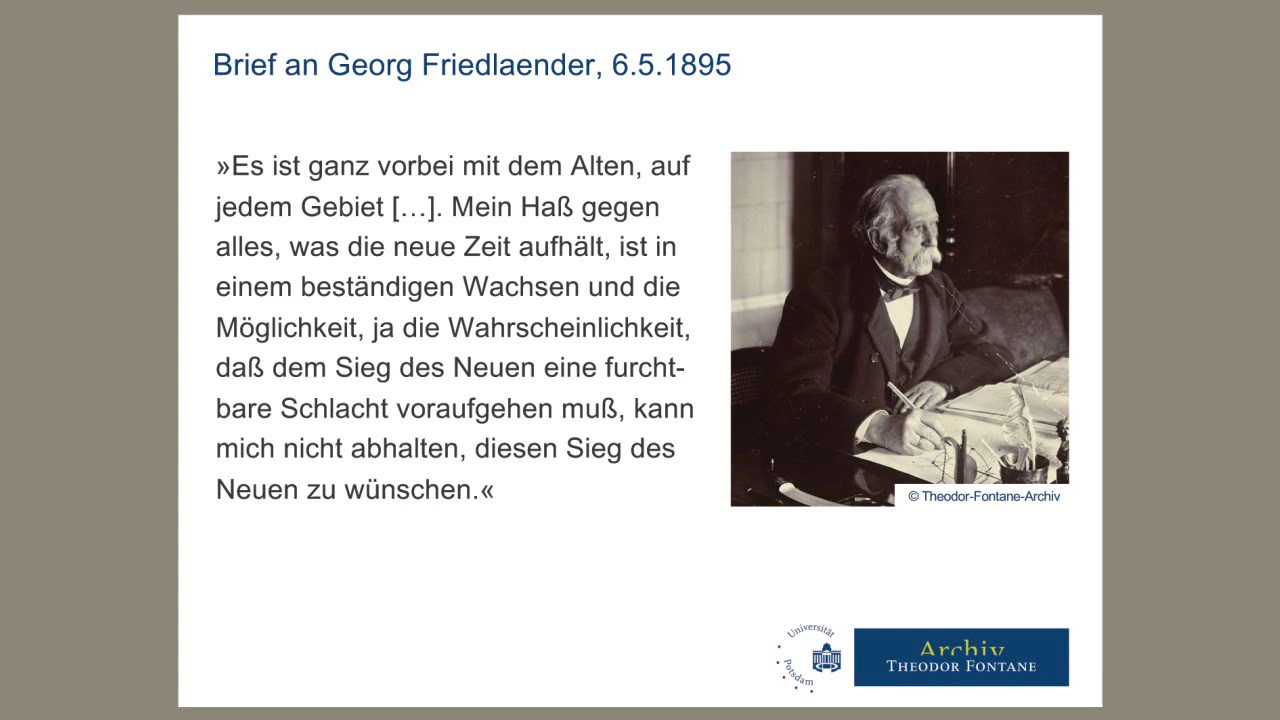 Brief an Georg Friedlaender, 6.5.1895
»Es ist ganz vorbei mit dem Alten, auf
jedem Gebiet […]. Mein Haß gegen
alles, was die neue Zeit aufhält, ist in
einem beständigen Wachsen und die
Möglichkeit, ja die Wahrscheinlichkeit,
daß dem Sieg des Neuen eine furcht-
bare Schlacht voraufgehen muß, kann
mich nicht abhalten, diesen Sieg des
Neuen zu wünschen.«
© Theodor-Fontane-Archiv
Universität
Potsdam
Archiv
THEODOR FONTANE